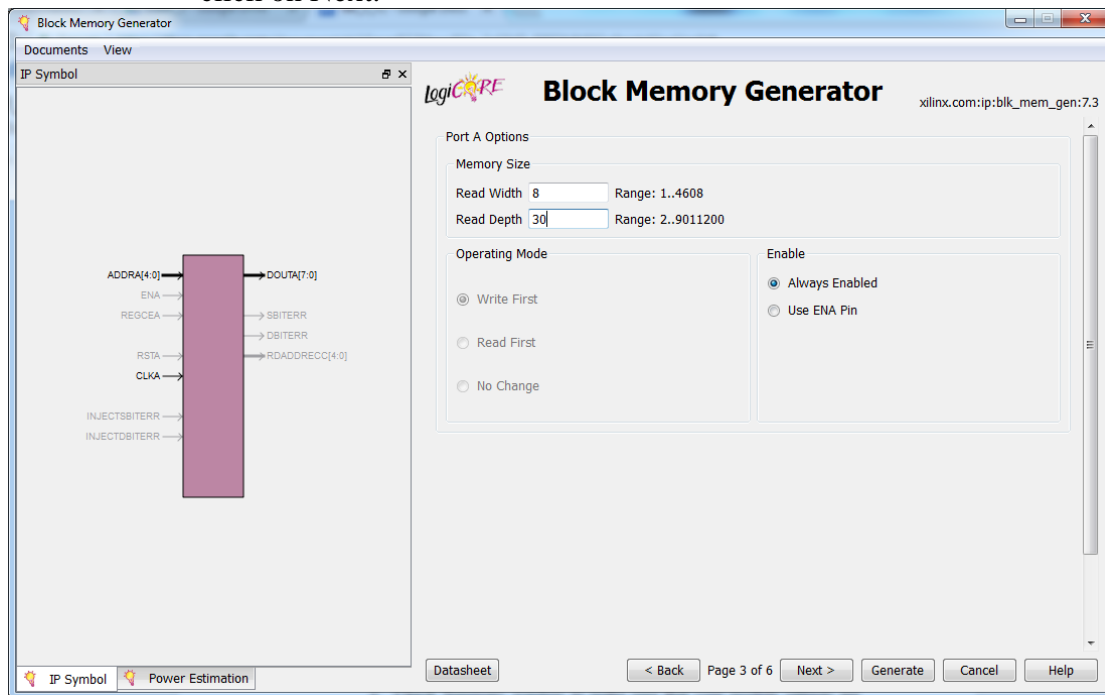 click on Next.
Block Memory Generator
Documents View
IP Symbol
ADDRA[4:0]
ENA
REGCEA
RSTA
CLKA
INJECTSBITERR
INJECTDBITERR
DOUTA[7:0]
SBITERR
DBITERR
RDADDRECC[4:0]
IP Symbol
Power Estimation
LogiCORE
Block Memory Generator
xilinx.com:ip:blk_mem_gen:7.3
Port A Options
Memory Size
Read Width 8 Range: 1..4608
Read Depth 30 Range: 2..9011200
Operating Mode
Write First
Read First
No Change
Enable
Always Enabled
Use ENA Pin
Datasheet < Back Page 3 of 6 Next > Generate Cancel Help